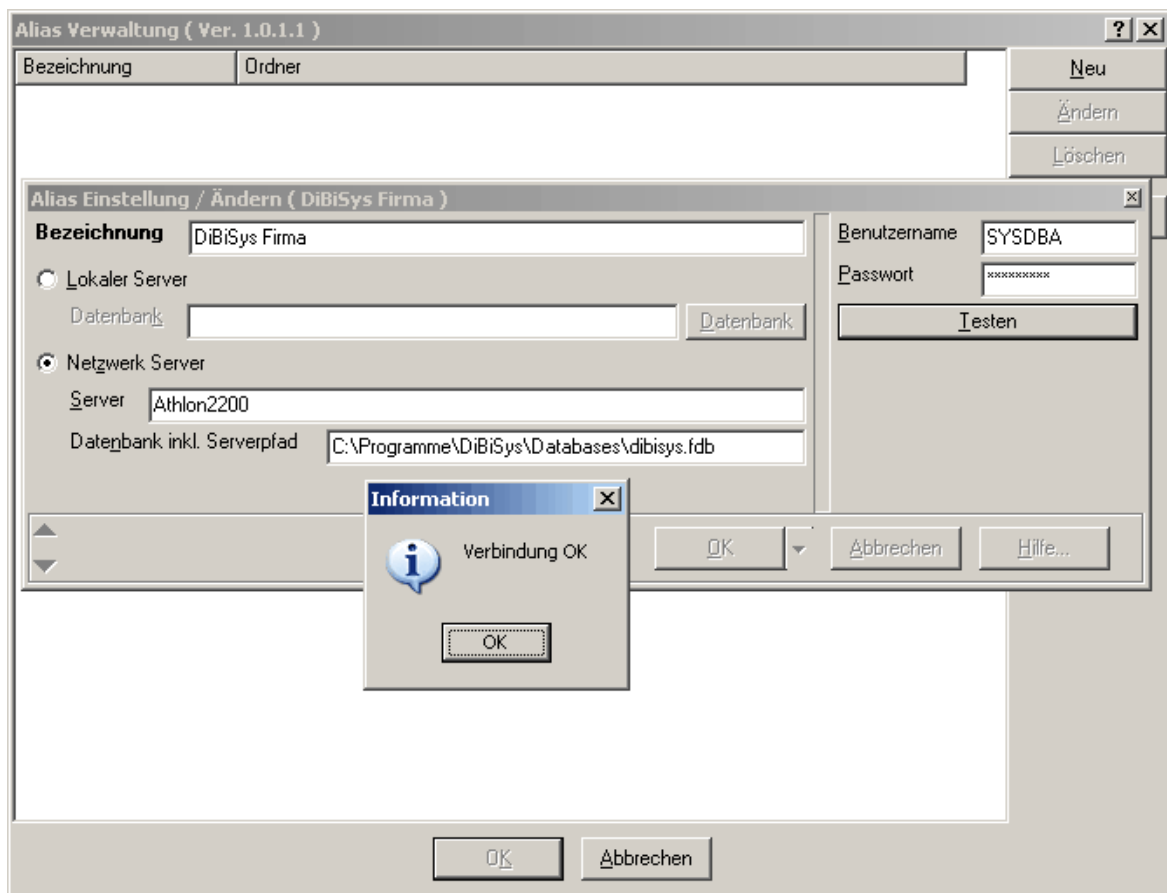 Alias Verwaltung ( Ver. 1.0.1.1 )
Bezeichnung Ordner
Neu
Ändern
Löschen
Alias Einstellung / Ändern ( DiBiSys Firma )
Bezeichnung DiBiSys Firma
Lokaler Server
Datenbank Datenbank
Netzwerk Server
Server Athlon2200
Datenbank inkl. Serverpfad C:\Programme\DiBiSys\Databases\dibisys.fdb
Benutzername SYSDBA
Passwort ×××××××××
Testen
Information
Verbindung OK
OK
OK Abbrechen Hilfe...
OK Abbrechen